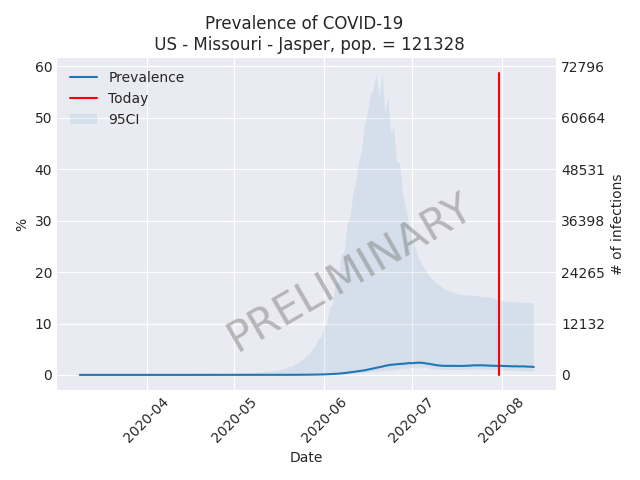 Prevalence of COVID-19
US - Missouri - Jasper, pop. = 121328
60
50
40
30
20
10
0
%
Prevalence
Today
95CI
PRELIMINARY
72796
60664
48531
36398
24265
12132
0
# of infections
2020-04
2020-05
2020-06
2020-07
2020-08
Date